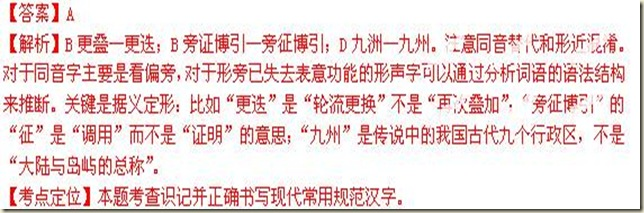 【答案】A
【解析】B更叠—更迭；B旁证博引—旁征博引；D九洲—九州。注意同音替代和形近混淆。
对于同音字主要是看偏旁，对于形旁已失去表意功能的形声字可以通过分析词语的语法结构
来推断。关键是据义定形：比如“更迭”是“轮流更换”不是“再次叠加”，“旁征博引”的
“征”是“调用”而不是“证明”的意思；“九州”是传说中的我国古代九个行政区，不是
“大陆与岛屿的总称”。
【考点定位】本题考查识记并正确书写现代常用规范汉字。